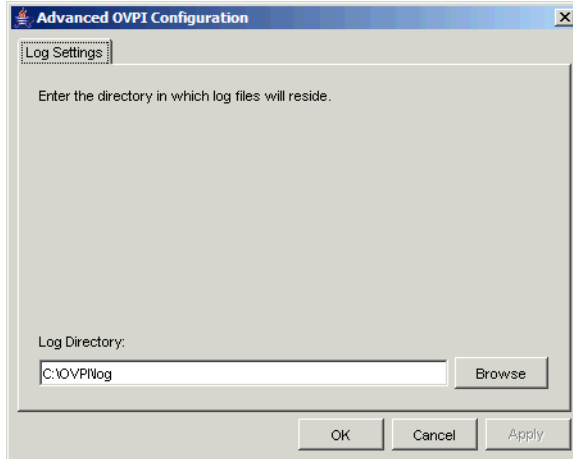 Advanced OVPI Configuration
Log Settings
Enter the directory in which log files will reside.
Log Directory:
C:\OVPI\log
Browse
OK
Cancel
Apply